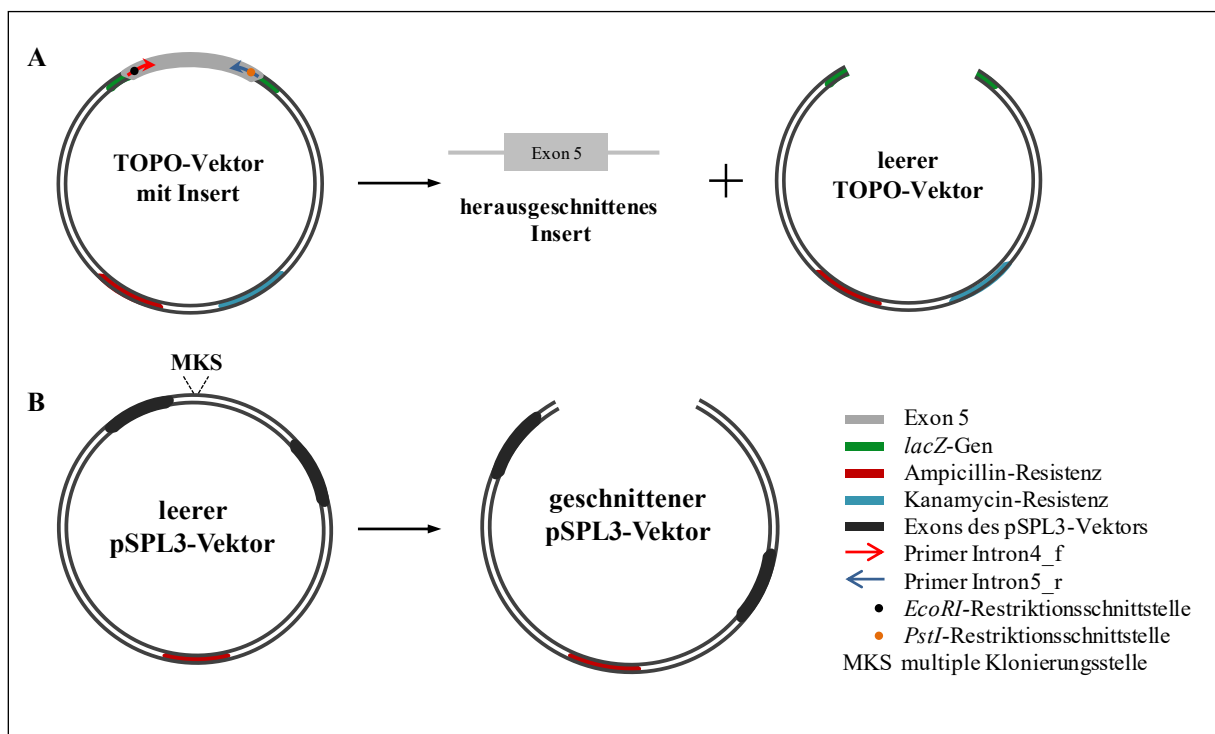 A
TOPO-Vektor
mit Insert
Exon 5
herausgeschnittenes
Insert
+
leerer
TOPO-Vektor
MKS
B
leerer
pSPL3-Vektor
geschnittener
pSPL3-Vektor
Exon 5
lacZ-Gen
Ampicillin-Resistenz
Kanamycin-Resistenz
Exons des pSPL3-Vektors
Primer Intron4_f
Primer Intron5_r
EcoRI-Restriktionsschnittstelle
PstI-Restriktionsschnittstelle
MKS multiple Klonierungsstelle